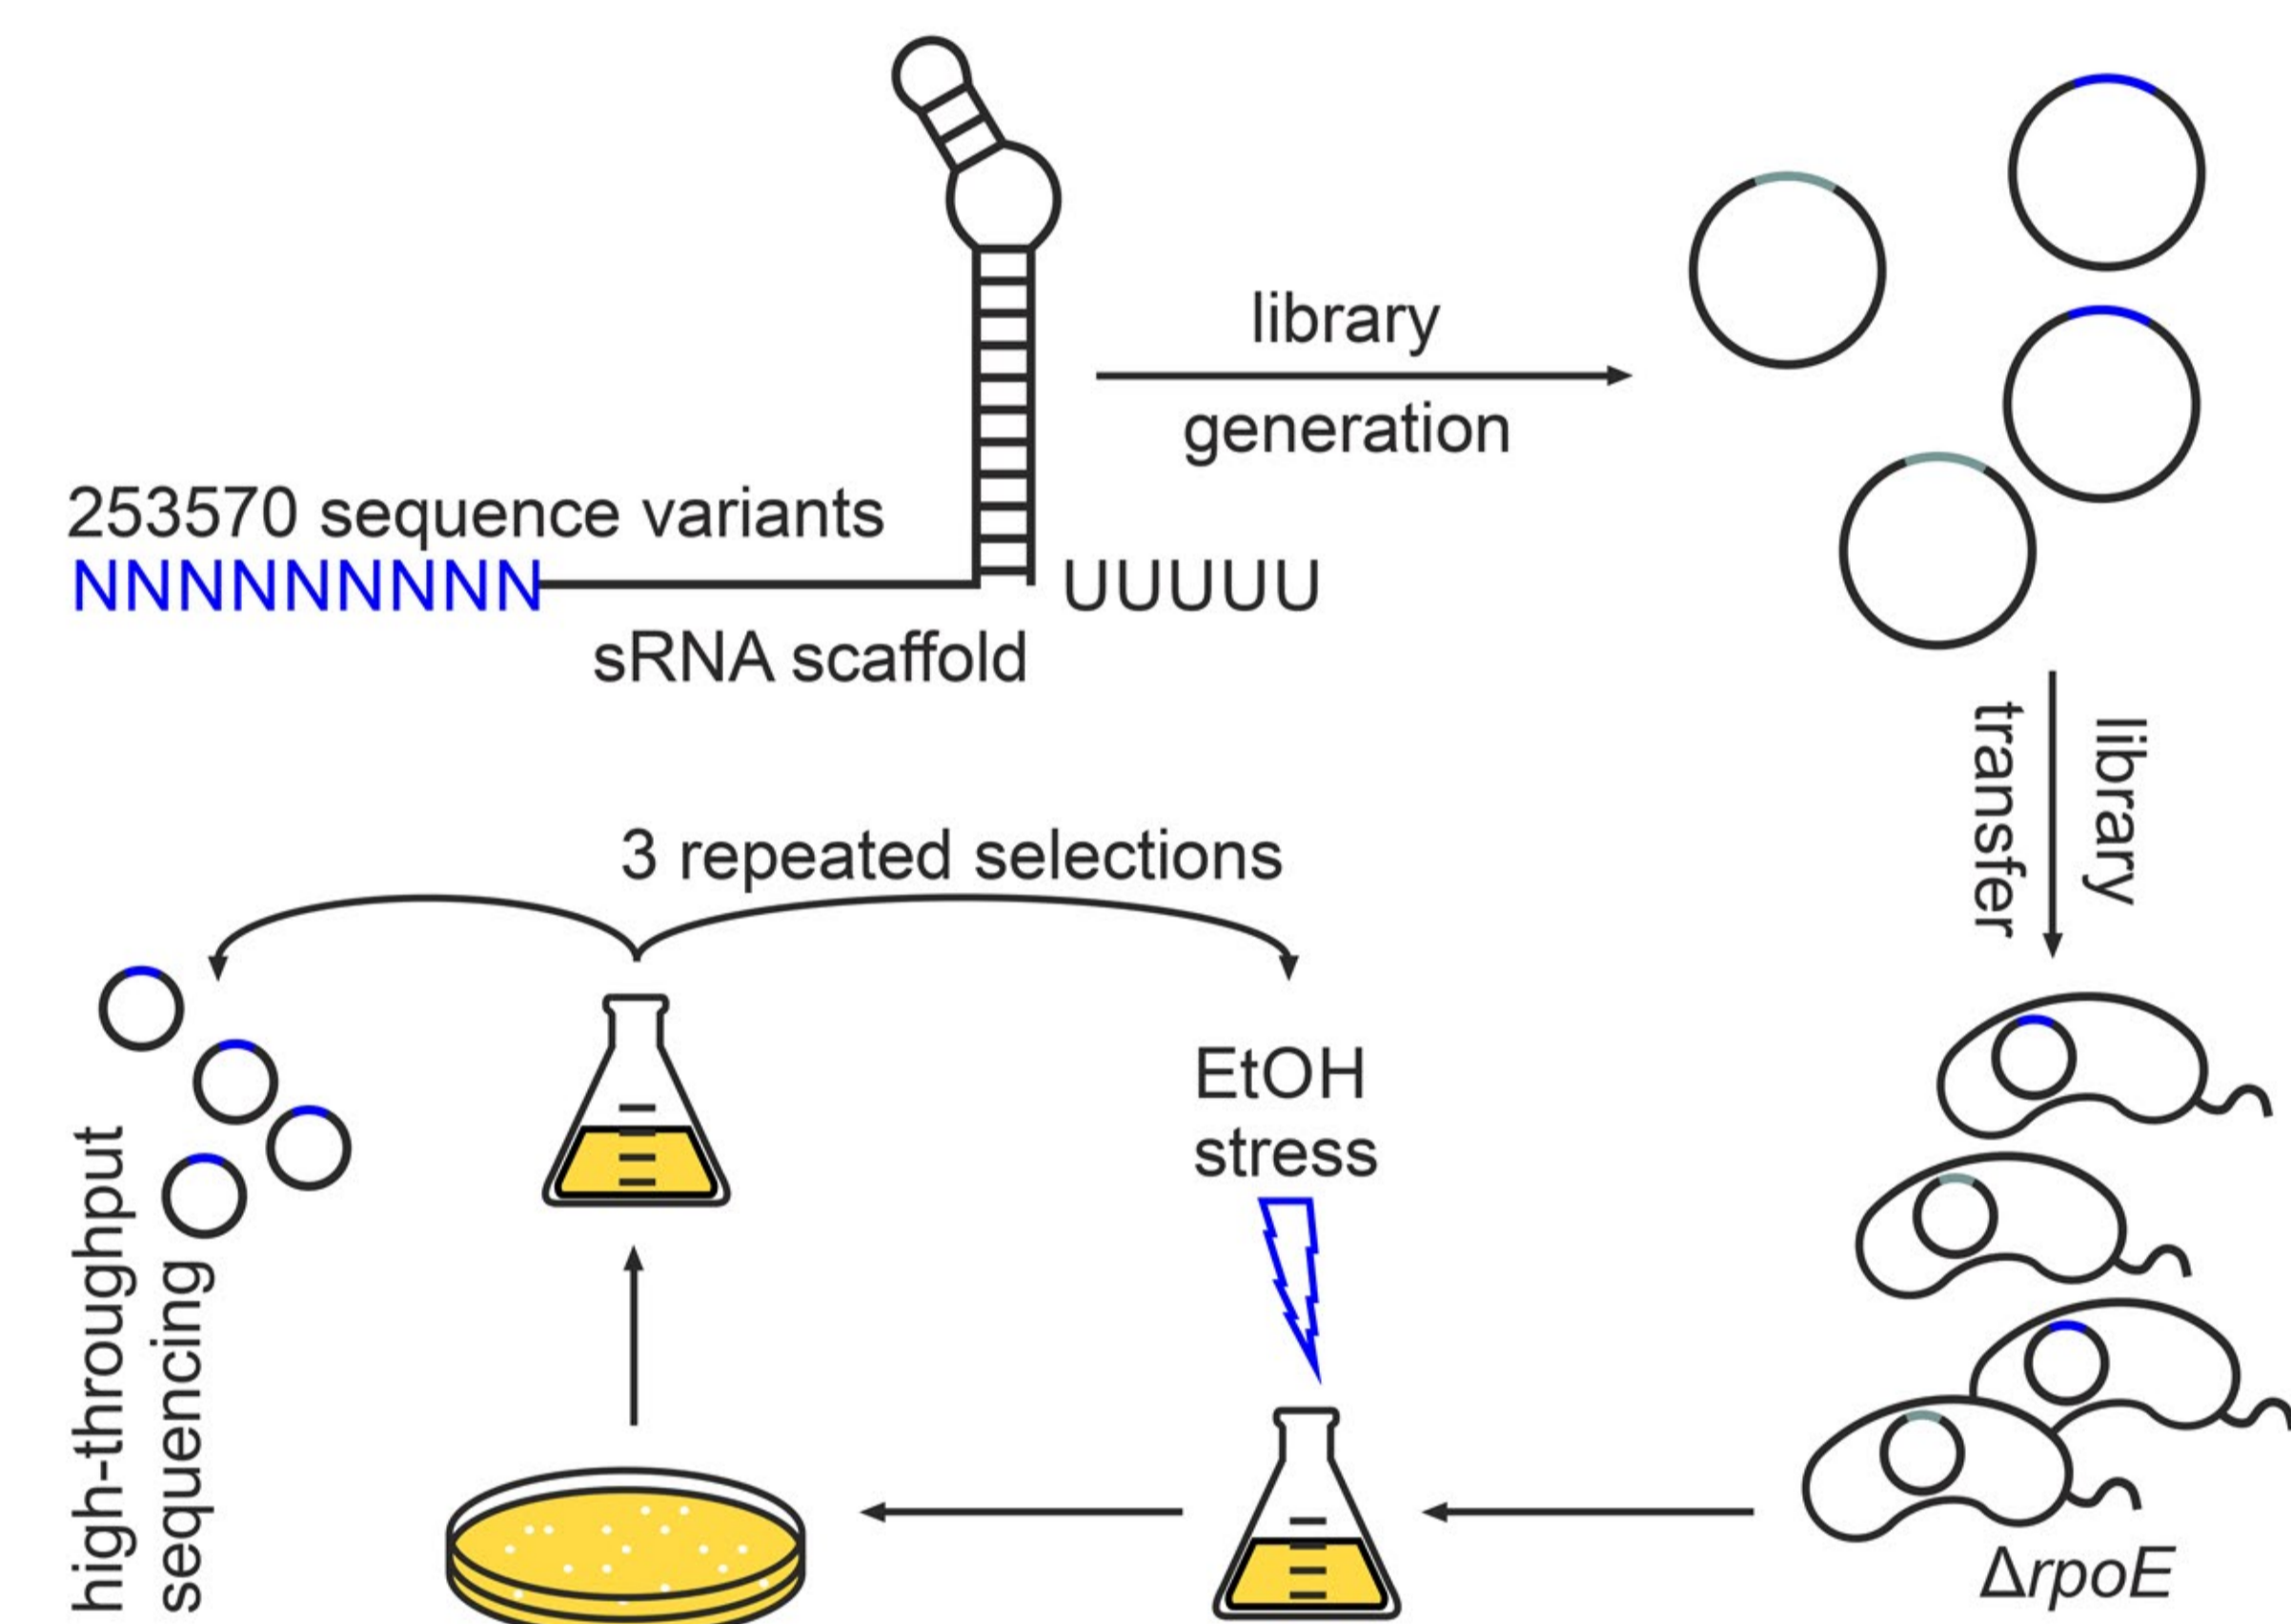 library
generation
253570 sequence variants
NNNNNNNNN
UUUUU
sRNA scaffold
library
transfer
3 repeated selections
EtOH
stress
high-throughput
sequencing
ΔrpoE